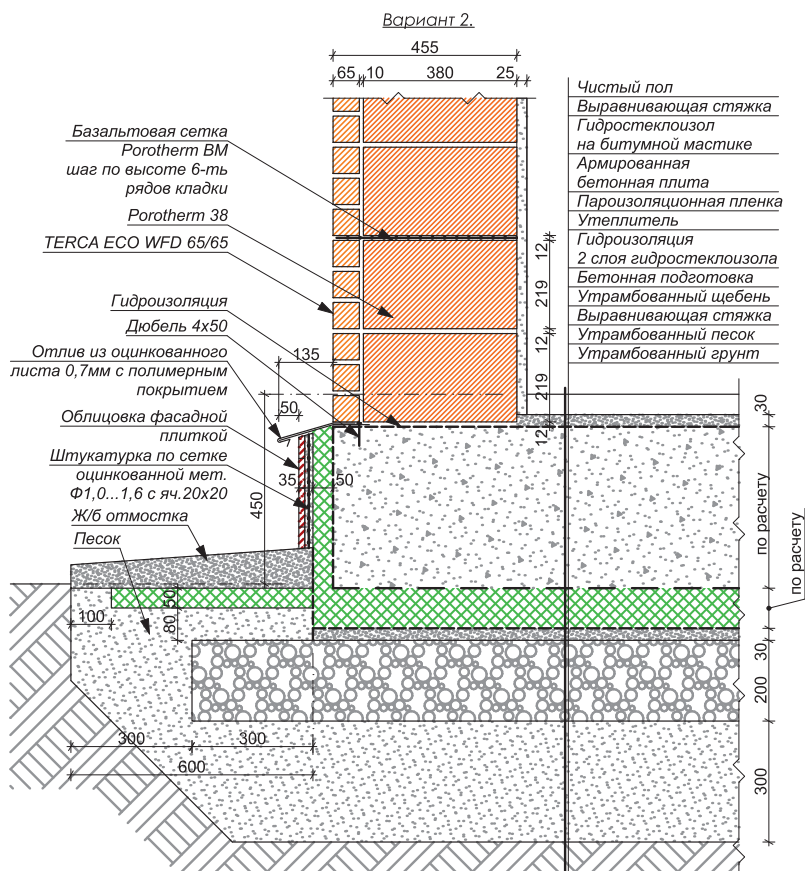 Вариант 2.
455
65
10
380
25
Базальтовая сетка
Porotherm BM
шаг по высоте 6-ть
рядов кладки
Porotherm 38
TERCA ECO WFD 65/65
Гидроизоляция
Дюбель 4x50
Отлив из оцинкованного
листа 0,7мм с полимерным
покрытием
Облицовка фасадной
плиткой
Штукатурка по сетке
оцинкованной мет.
Ф1,0...1,6 с яч.20x20
Ж/б отмостка
Песок
Чистый пол
Выравнивающая стяжка
Гидростеклоизол
на битумной мастике
Армированная
бетонная плита
Пароизоляционная пленка
Утеплитель
Гидроизоляция
2 слоя гидростеклоизола
Бетонная подготовка
Утрамбованный щебень
Выравнивающая стяжка
Утрамбованный песок
Утрамбованный грунт
12
219
12
219
12
135
50
35
50
450
30
по расчету
по расчету
30
200
300
50
80
100
300
300
600